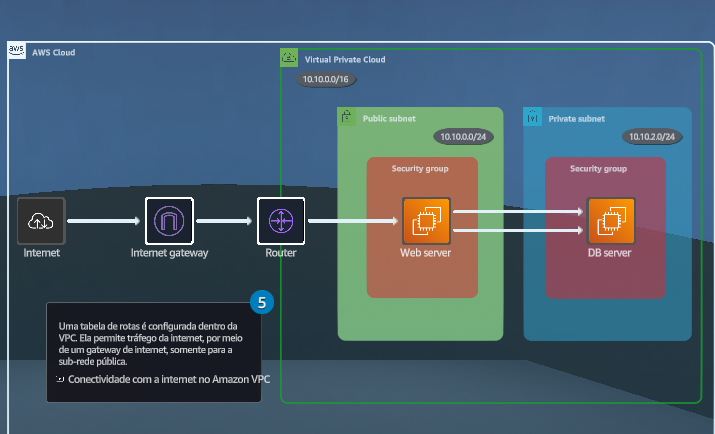 aws
AWS Cloud
Virtual Private Cloud
10.10.0.0/16
Public subnet
Private subnet
10.10.0.0/24
10.10.2.0/24
Security group
Security group
Internet
Internet gateway
Router
Web server
DB server
5
Uma tabela de rotas é configurada dentro da
VPC. Ela permite tráfego da internet, por meio
de um gateway de internet, somente para a
sub-rede pública.
Conectividade com a internet no Amazon VPC